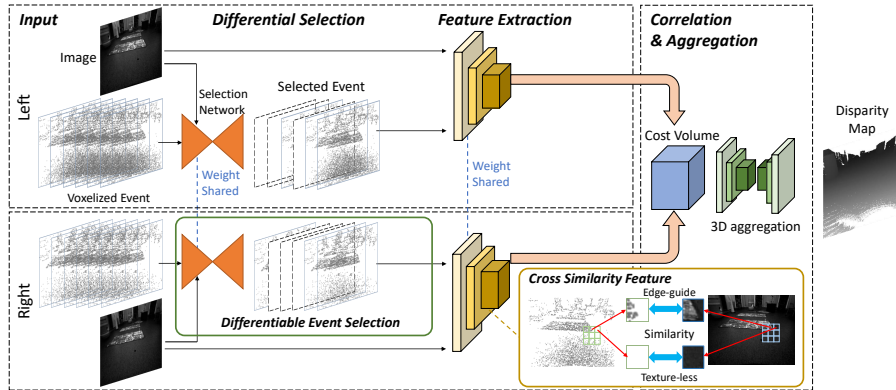 Input
Differential Selection
Feature Extraction
Correlation
& Aggregation
Image
Left
Selection
Network
Selected Event
Voxelized Event
Weight
Shared
Weight
Shared
Cost Volume
3D aggregation
Disparity
Map
Right
Differentiable Event Selection
Cross Similarity Feature
Edge-guide
Similarity
Texture-less